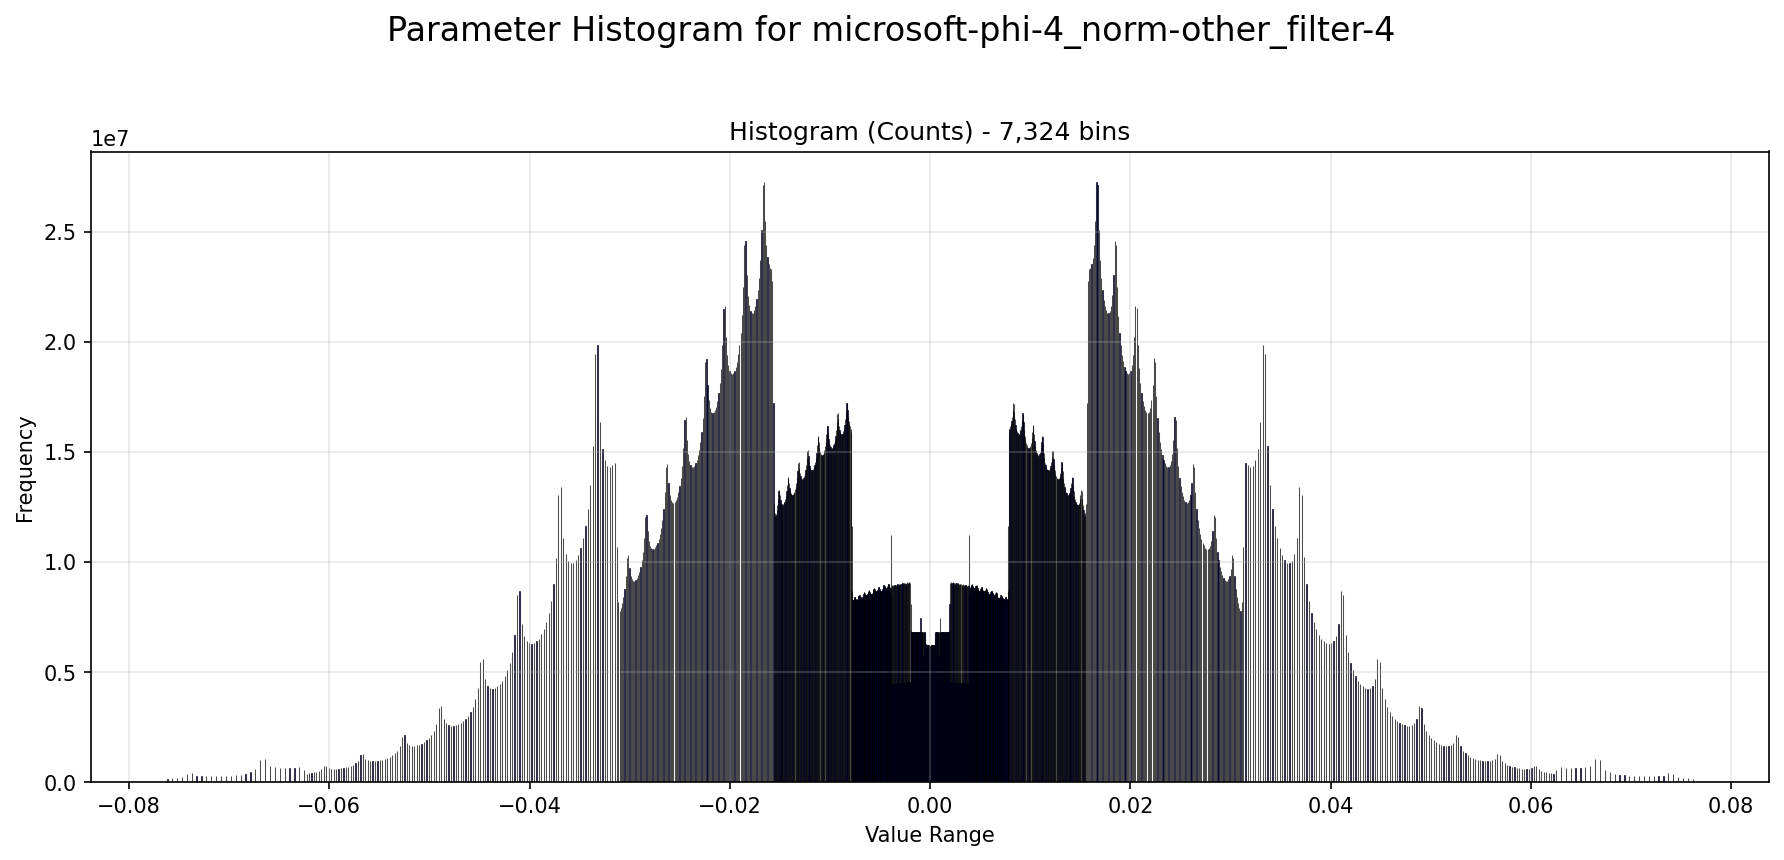 Parameter Histogram for microsoft-phi-4_norm-other_filter-4
Histogram (Counts) - 7,324 bins
1e7
2.5
2.0
1.5
1.0
0.5
0.0
Frequency
−0.08 −0.06 −0.04 −0.02 0.00 0.02 0.04 0.06 0.08
Value Range